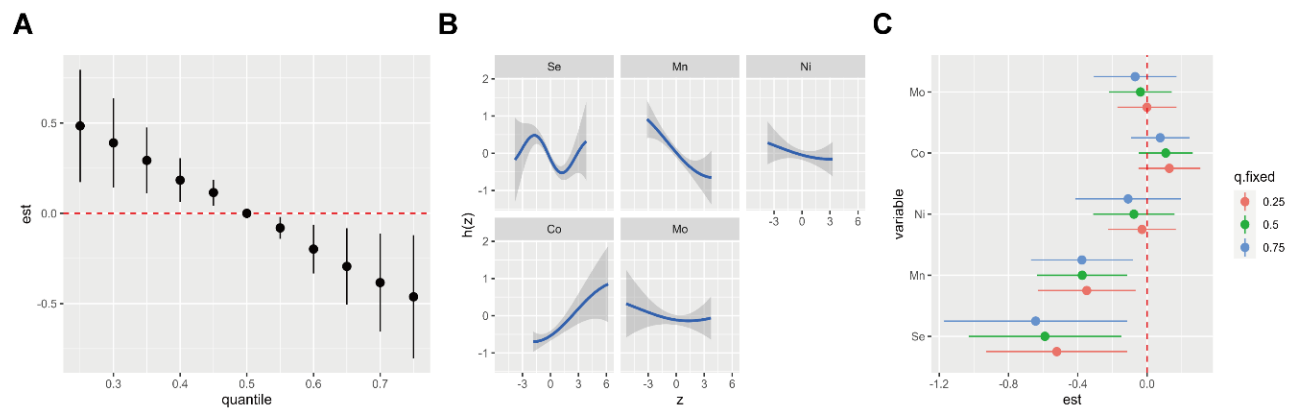 A
est
0.5
0.0
-0.5
0.3 0.4 0.5 0.6 0.7
quantile
B
h(z)
Se Mn Ni
2
1
0
-1
-3 0 3 6
Co Mo
2
1
0
-1
-3 0 3 6 -3 0 3 6
z
C
variable
Mo
Co
Ni
Mn
Se
-1.2 -0.8 -0.4 0.0
est
q.fixed
0.25
0.5
0.75